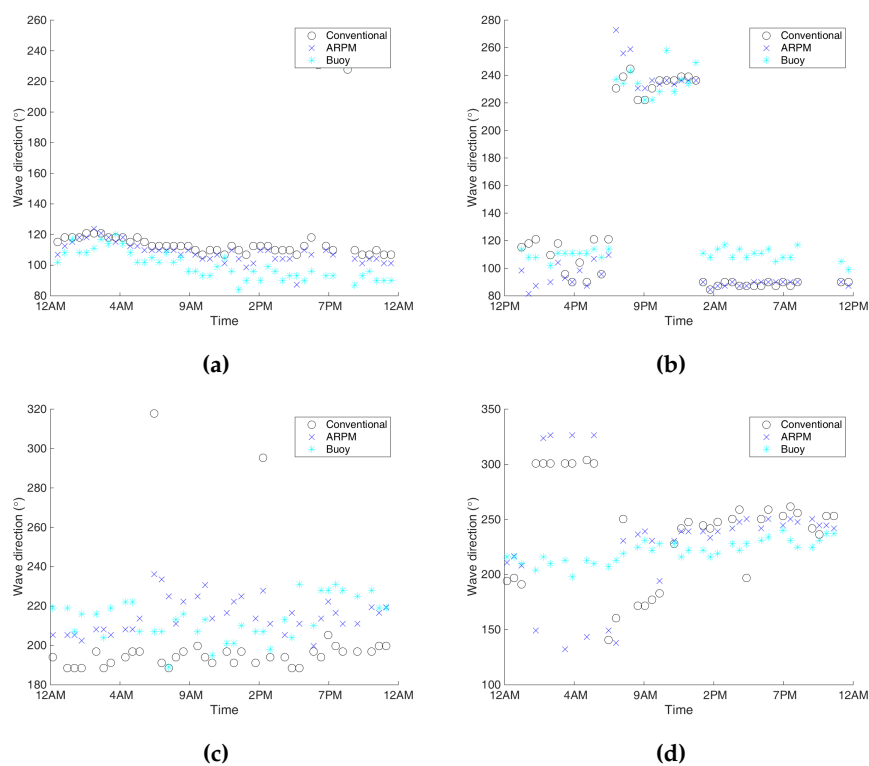 260
240
220
200
180
160
140
120
100
80
Wave direction (°)
12AM 4AM 9AM 2PM 7PM 12AM
Time
Conventional
ARPM
Buoy
(a)
280
260
240
220
200
180
160
140
120
100
80
Wave direction (°)
12PM 4PM 9PM 2AM 7AM 12PM
Time
Conventional
ARPM
Buoy
(b)
320
300
280
260
240
220
200
180
Wave direction (°)
12AM 4AM 9AM 2PM 7PM 12AM
Time
Conventional
ARPM
Buoy
(c)
350
300
250
200
150
100
Wave direction (°)
12AM 4AM 9AM 2PM 7PM 12AM
Time
Conventional
ARPM
Buoy
(d)